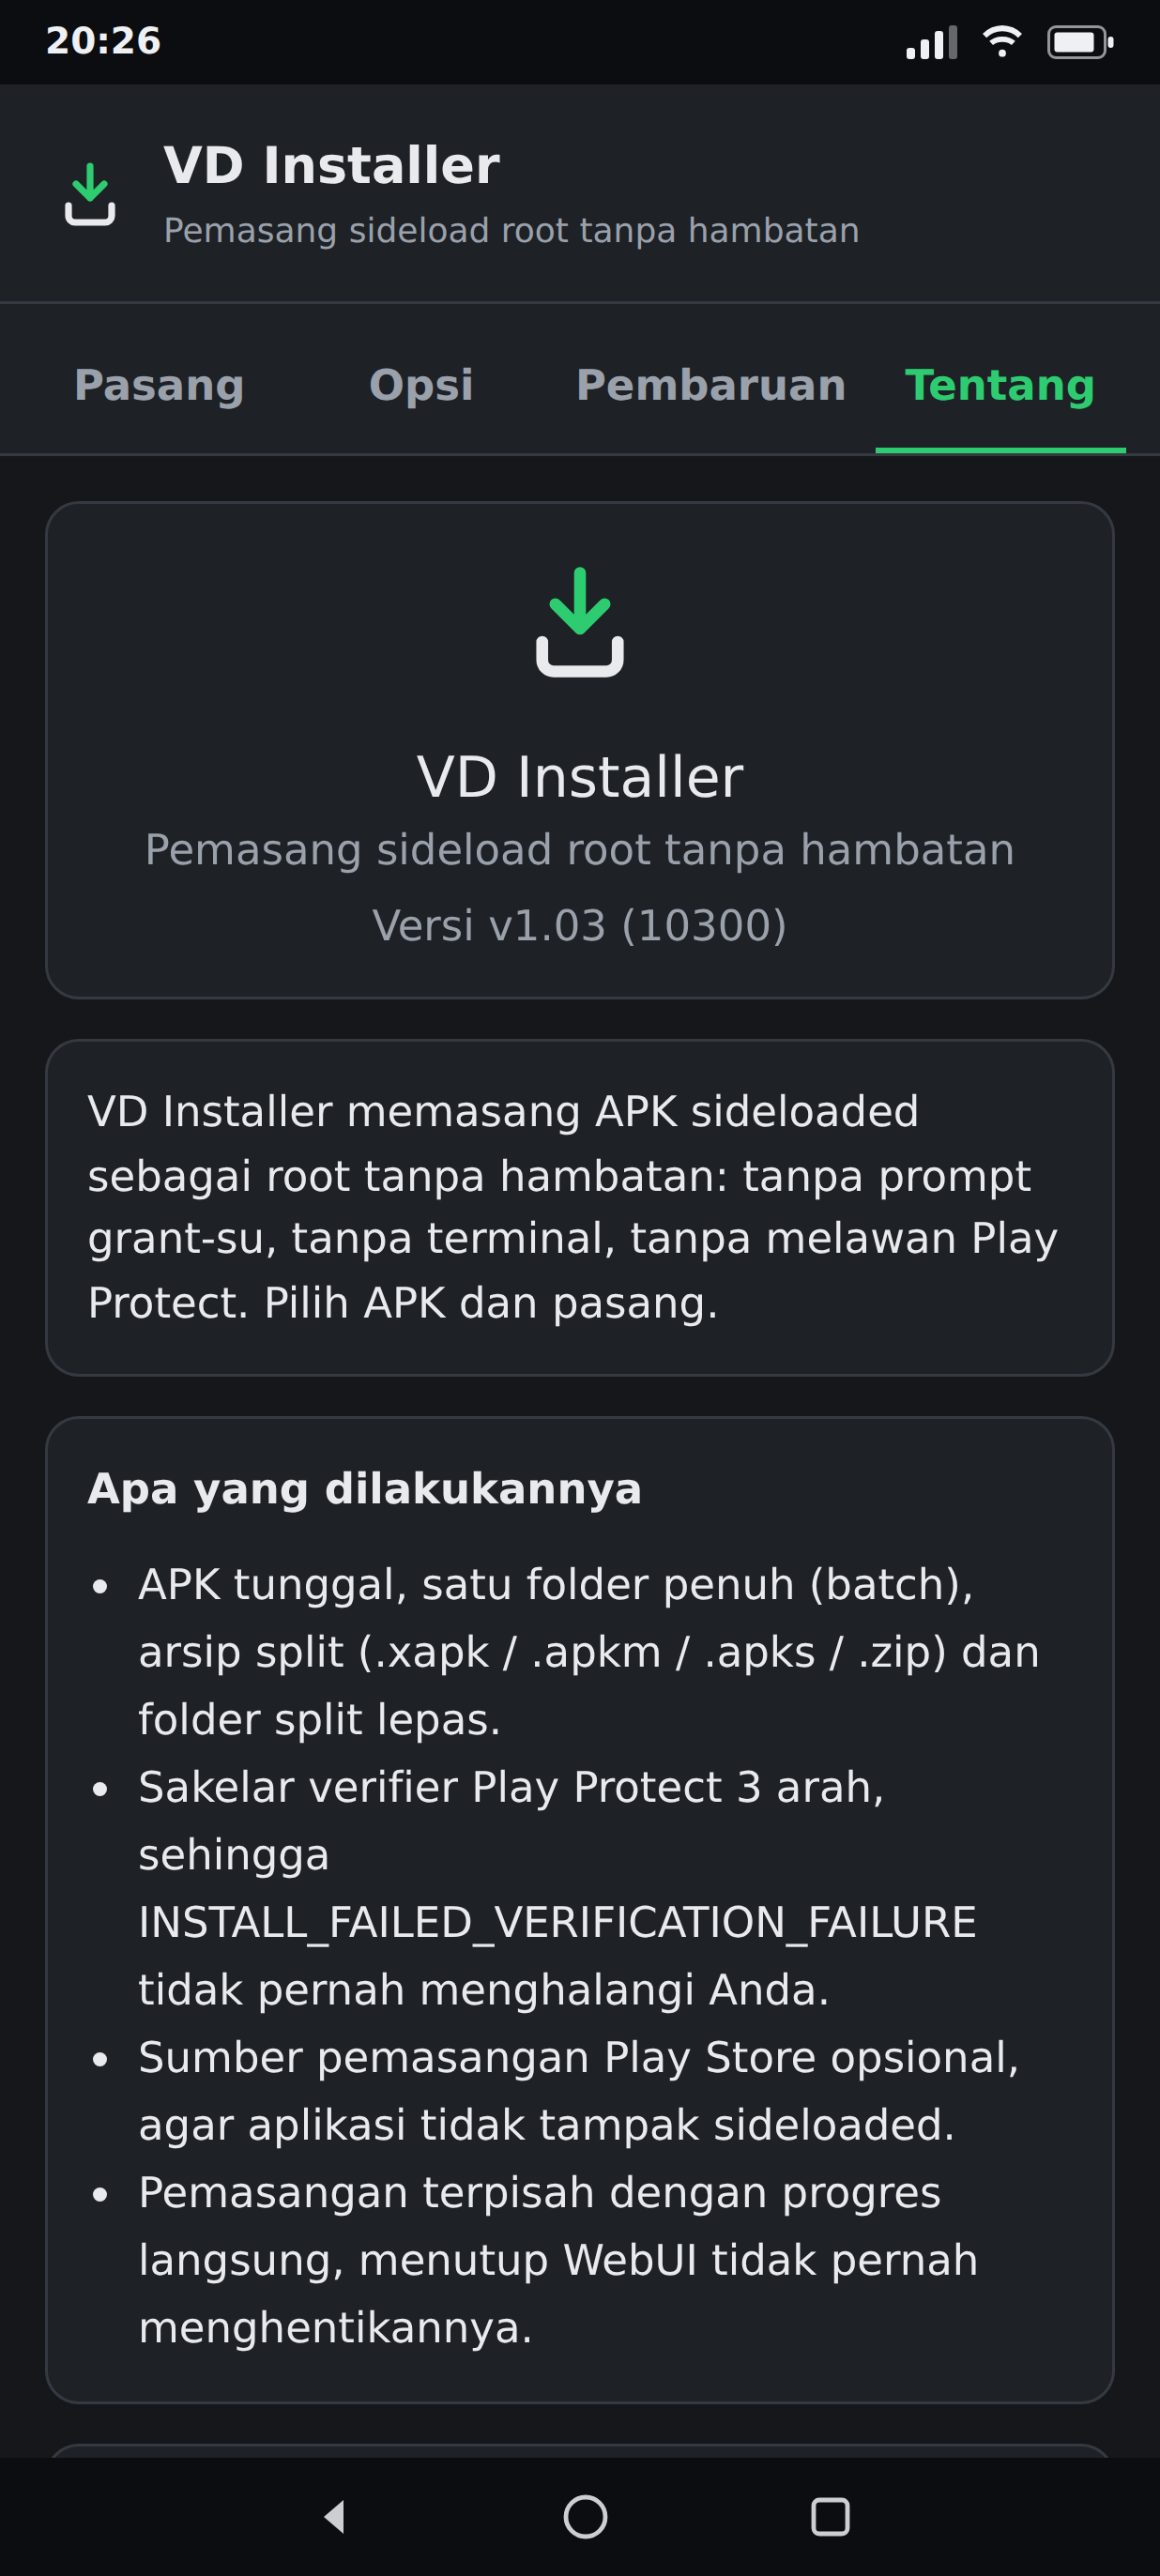 20:26
VD Installer
Pemasang sideload root tanpa hambatan
Pasang
Opsi
Pembaruan
Tentang
VD Installer
Pemasang sideload root tanpa hambatan
Versi v1.03 (10300)
VD Installer memasang APK sideloaded
sebagai root tanpa hambatan: tanpa prompt
grant-su, tanpa terminal, tanpa melawan Play
Protect. Pilih APK dan pasang.
Apa yang dilakukannya
• APK tunggal, satu folder penuh (batch),
arsip split (.xapk / .apkm / .apks / .zip) dan
folder split lepas.
• Sakelar verifier Play Protect 3 arah,
sehingga
INSTALL_FAILED_VERIFICATION_FAILURE
tidak pernah menghalangi Anda.
• Sumber pemasangan Play Store opsional,
agar aplikasi tidak tampak sideloaded.
• Pemasangan terpisah dengan progres
langsung, menutup WebUI tidak pernah
menghentikannya.